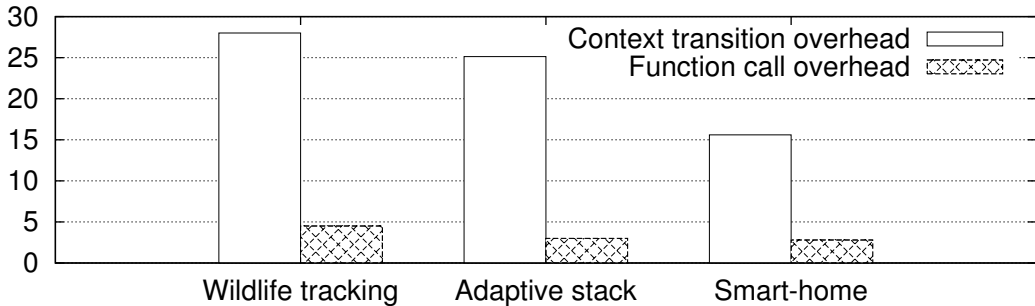 30
25
20
15
10
5
0
Context transition overhead
Function call overhead
Wildlife tracking
Adaptive stack
Smart-home